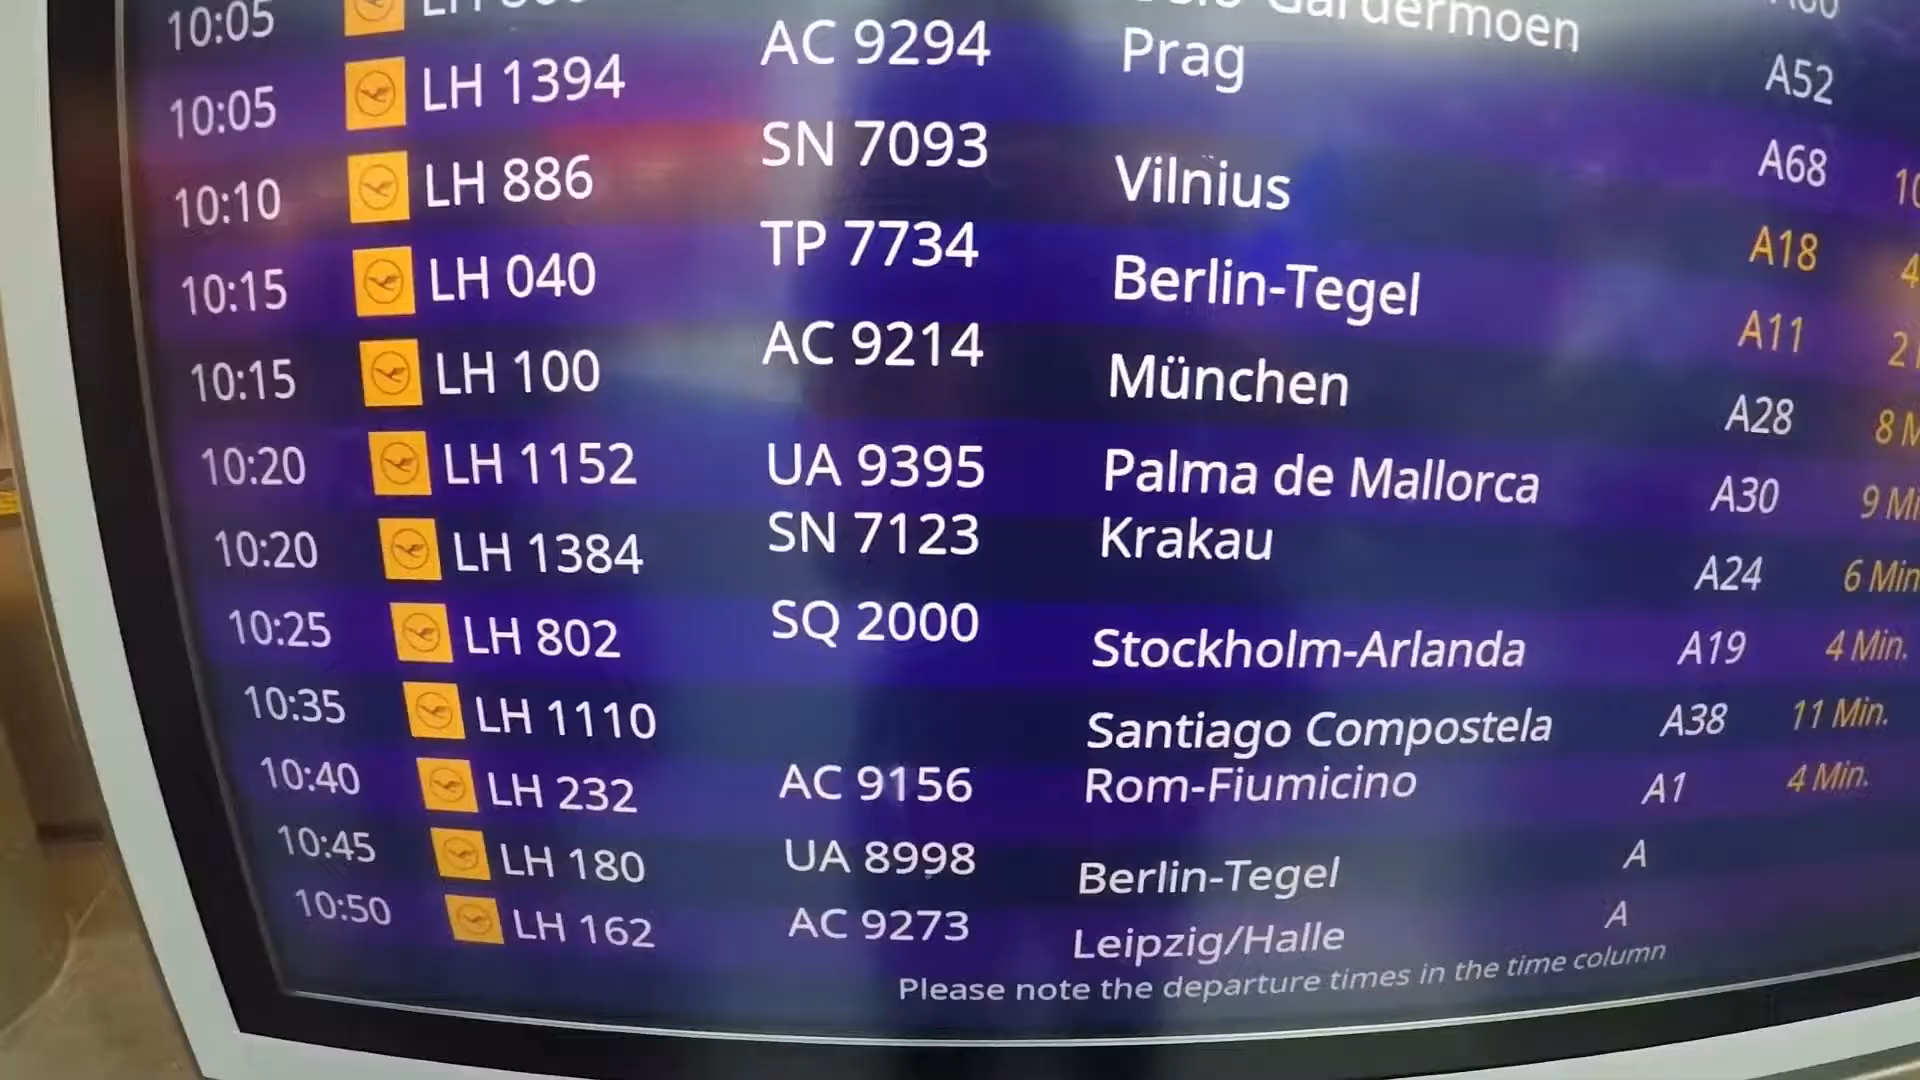 10:05 LH Gardermoen
10:05 LH 1394 AC 9294 Prag A52
10:10 LH 886 SN 7093 Vilnius A68
10:15 LH 040 TP 7734 Berlin-Tegel A18
10:15 LH 100 AC 9214 München A11
10:20 LH 1152 UA 9395 Palma de Mallorca A28 8
10:20 LH 1384 SN 7123 Krakau A30 9
10:25 LH 802 SQ 2000 Stockholm-Arlanda A24 6 Min
10:35 LH 1110 Santiago Compostela A19 4 Min.
10:40 LH 232 AC 9156 Rom-Fiumicino A38 11 Min.
10:45 LH 180 UA 8998 Berlin-Tegel A1 4 Min.
10:50 LH 162 AC 9273 Leipzig/Halle A
A
Please note the departure times in the time column